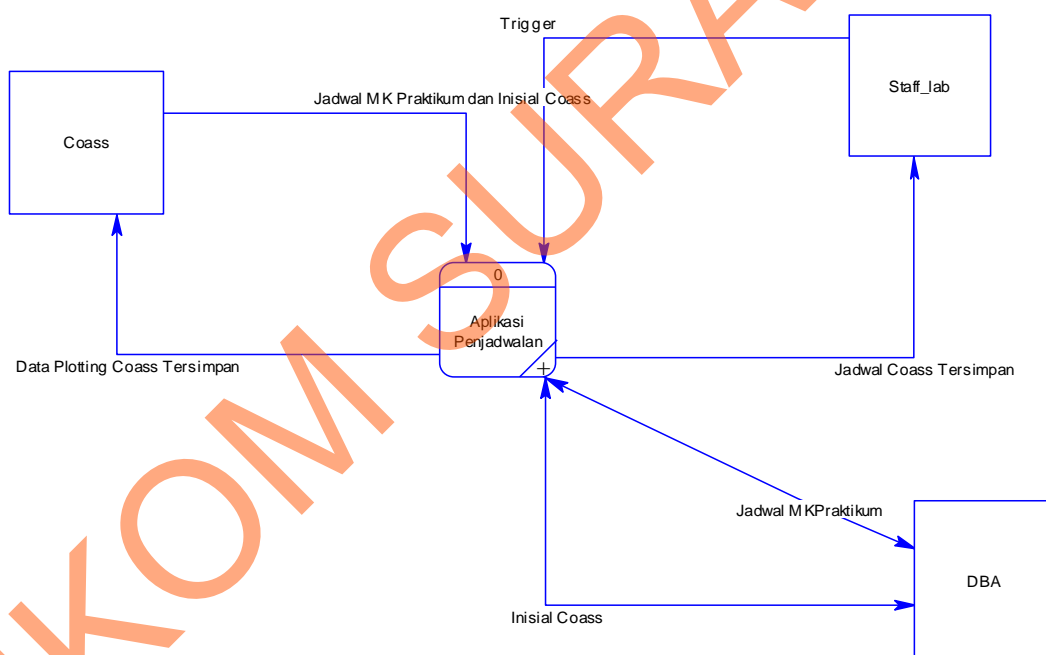 Trigger
Staff_lab
Jadwal MK Praktikum dan Inisial Coass
Coass
0
Aplikasi
Penjadwalan
+
Data Plotting Coass Tersimpan
Jadwal Coass Tersimpan
Jadwal MKPraktikum
DBA
Inisial Coass
KOM SURA